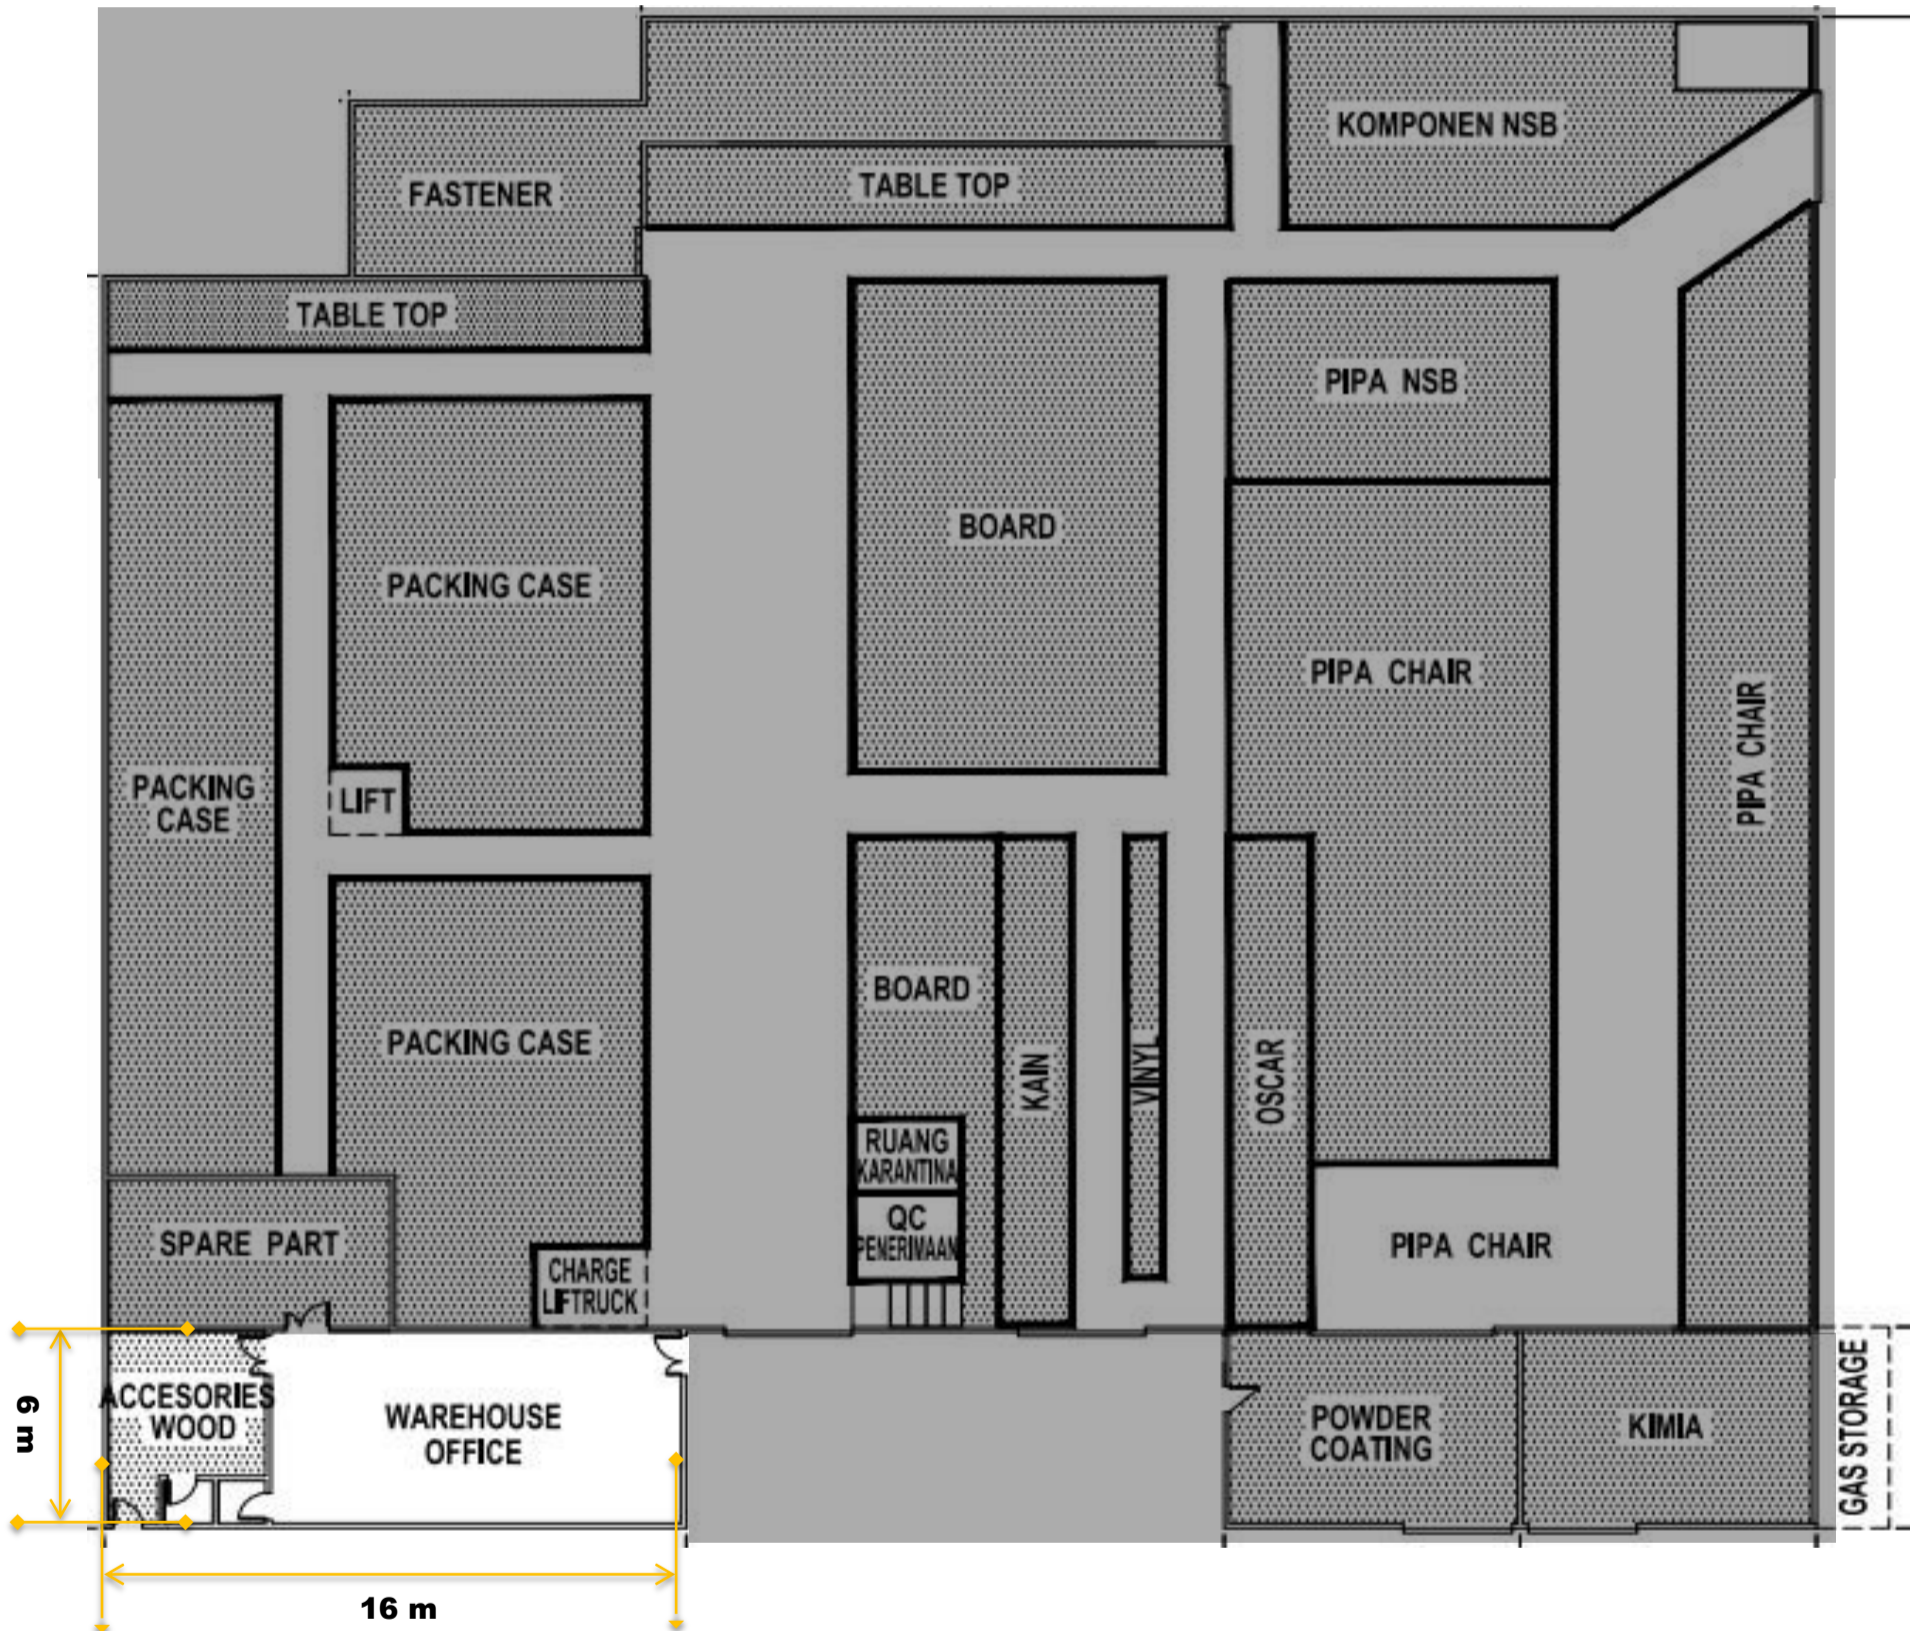 KOMPONEN NSB
FASTENER
TABLE TOP
TABLE TOP
PIPA NSB
BOARD
PACKING CASE
PIPA CHAIR
PIPA CHAIR
PACKING
CASE
LIFT
BOARD
PACKING CASE
KAIN
VINYL
OSCAR
RUANG
KARANTINA
QC
PENERIMAAN
SPARE PART
PIPA CHAIR
CHARGE
LIFTRUCK
6 m
ACCESORIES
WOOD
WAREHOUSE
OFFICE
POWDER
COATING
KIMIA
GAS STORAGE
16 m